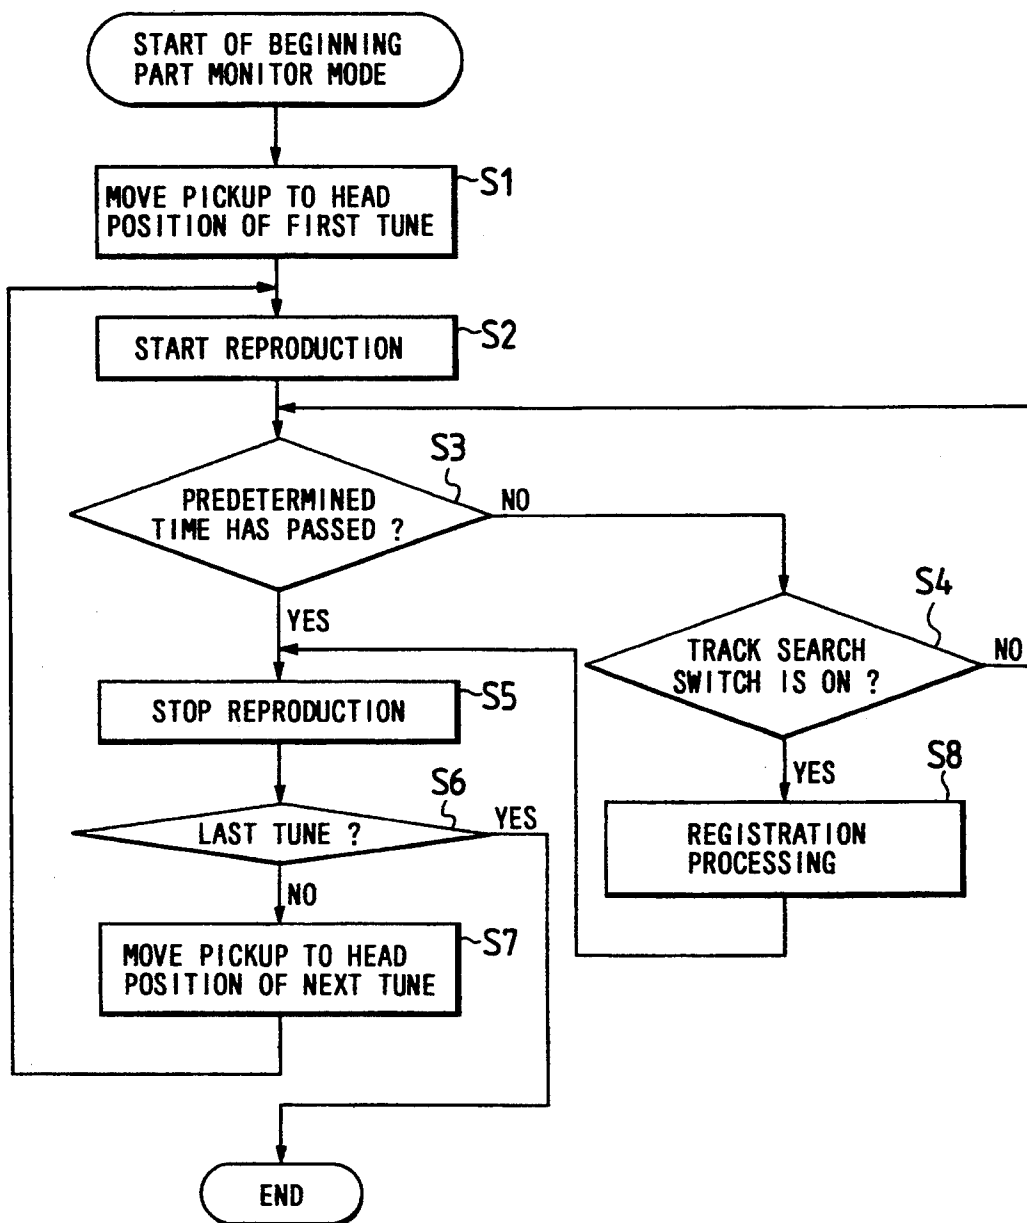 START OF BEGINNING
PART MONITOR MODE
S1
MOVE PICKUP TO HEAD
POSITION OF FIRST TUNE
S2
START REPRODUCTION
S3
PREDETERMINED
TIME HAS PASSED ?
NO
YES
S4
TRACK SEARCH
SWITCH IS ON ?
NO
YES
S5
STOP REPRODUCTION
S8
REGISTRATION
PROCESSING
S6
LAST TUNE ?
YES
NO
S7
MOVE PICKUP TO HEAD
POSITION OF NEXT TUNE
END